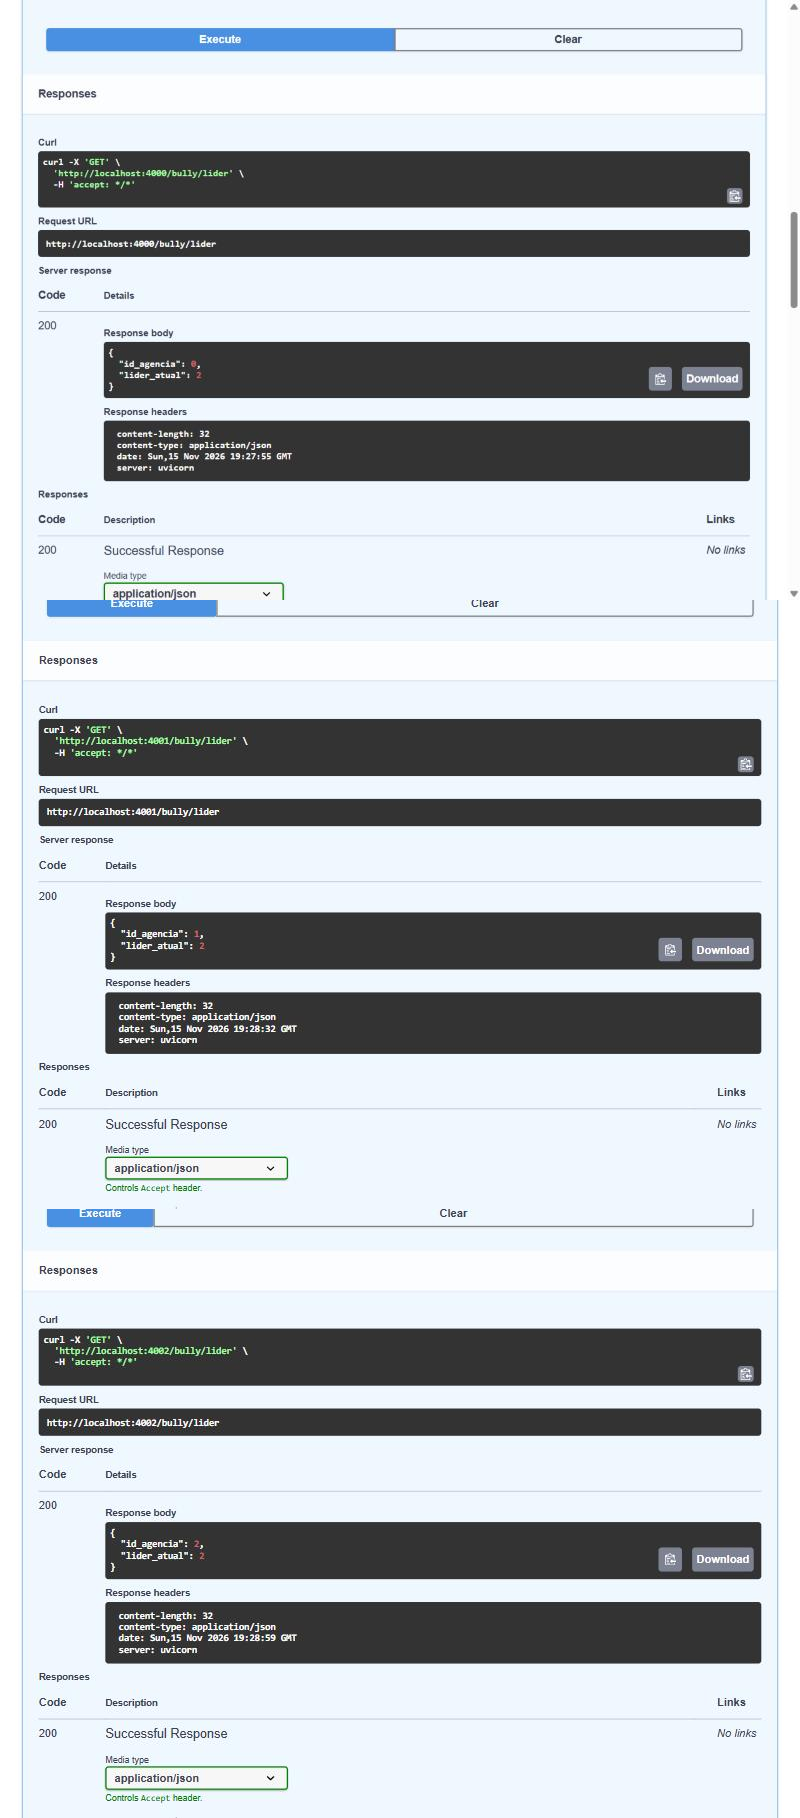 Execute
Clear
Responses
Curl
curl -X 'GET' \
'http://localhost:4000/bully/lider' \
-H 'accept: */*'
Request URL
http://localhost:4000/bully/lider
Server response
Code Details
200
Response body
{
"id_agencia": 0,
"lider_atual": 2
}
Download
Response headers
content-length: 32
content-type: application/json
date: Sun,15 Nov 2026 19:27:55 GMT
server: uvicorn
Responses
Code Description Links
200 Successful Response No links
Media type
application/json
Execute Clear
Responses
Curl
curl -X 'GET' \
'http://localhost:4001/bully/lider' \
-H 'accept: */*'
Request URL
http://localhost:4001/bully/lider
Server response
Code Details
200
Response body
{
"id_agencia": 1,
"lider_atual": 2
}
Download
Response headers
content-length: 32
content-type: application/json
date: Sun,15 Nov 2026 19:28:32 GMT
server: uvicorn
Responses
Code Description Links
200 Successful Response No links
Media type
application/json
Controls Accept header.
Execute Clear
Responses
Curl
curl -X 'GET' \
'http://localhost:4002/bully/lider' \
-H 'accept: */*'
Request URL
http://localhost:4002/bully/lider
Server response
Code Details
200
Response body
{
"id_agencia": 2,
"lider_atual": 2
}
Download
Response headers
content-length: 32
content-type: application/json
date: Sun,15 Nov 2026 19:28:59 GMT
server: uvicorn
Responses
Code Description Links
200 Successful Response No links
Media type
application/json
Controls Accept header.